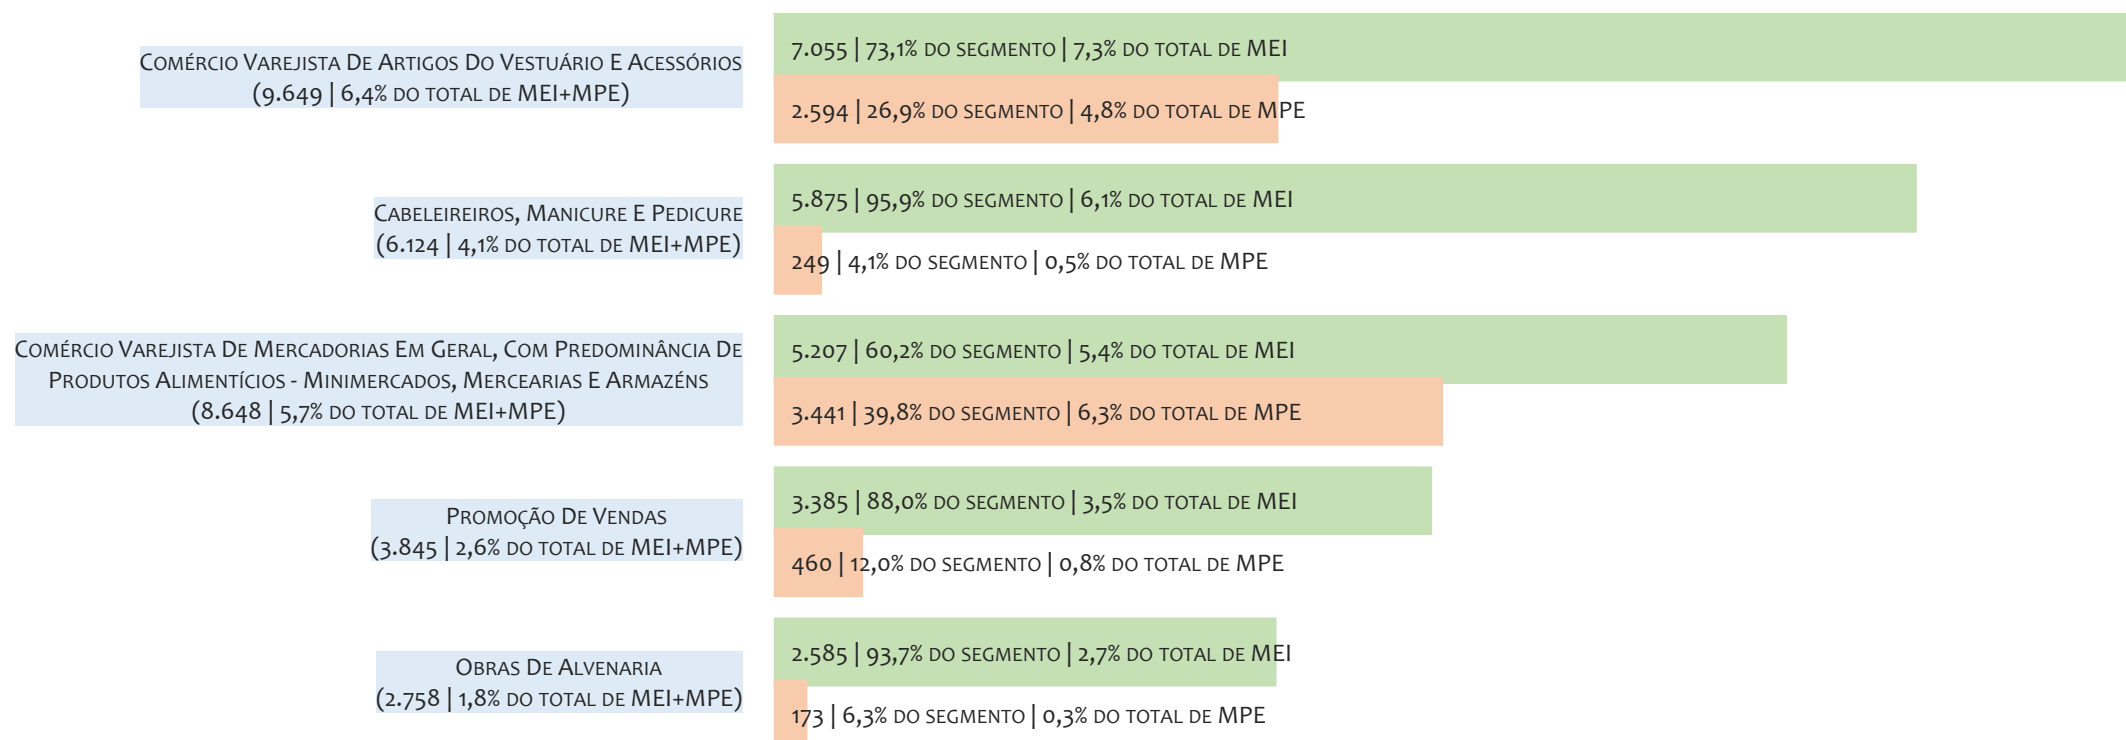 Comércio Varejista De Artigos Do Vestuário E Acessórios
(9.649 | 6,4% do total de MEI+MPE)
7.055 | 73,1% do segmento | 7,3% do total de MEI
2.594 | 26,9% do segmento | 4,8% do total de MPE
Cabeleireiros, Manicure E Pedicure
(6.124 | 4,1% do total de MEI+MPE)
5.875 | 95,9% do segmento | 6,1% do total de MEI
249 | 4,1% do segmento | 0,5% do total de MPE
Comércio Varejista De Mercadorias Em Geral, Com Predominância De
Produtos Alimentícios - Minimercados, Mercearias E Armazéns
(8.648 | 5,7% do total de MEI+MPE)
5.207 | 60,2% do segmento | 5,4% do total de MEI
3.441 | 39,8% do segmento | 6,3% do total de MPE
Promoção De Vendas
(3.845 | 2,6% do total de MEI+MPE)
3.385 | 88,0% do segmento | 3,5% do total de MEI
460 | 12,0% do segmento | 0,8% do total de MPE
Obras De Alvenaria
(2.758 | 1,8% do total de MEI+MPE)
2.585 | 93,7% do segmento | 2,7% do total de MEI
173 | 6,3% do segmento | 0,3% do total de MPE